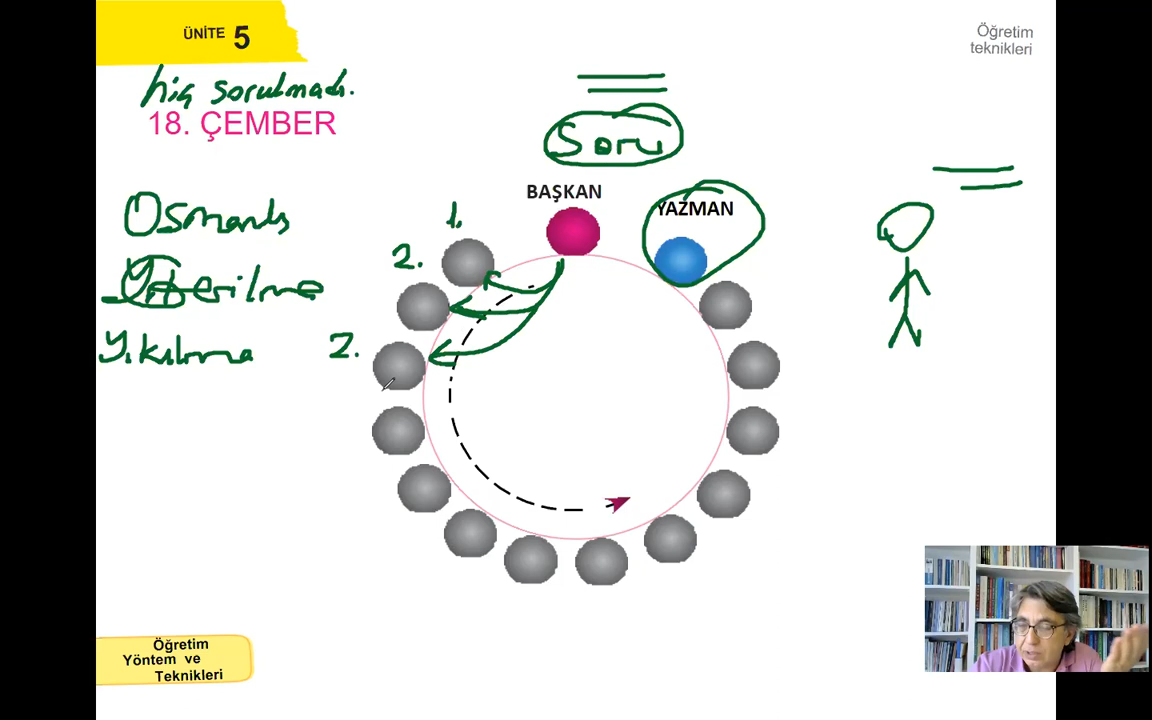 ÜNİTE 5
Öğretim
teknikleri
hiç sorulmadı.
18. ÇEMBER
Soru
BAŞKAN
YAZMAN
1.
2.
Osmanlı
Yıkılma
2.
Öğretim
Yöntem ve
Teknikleri